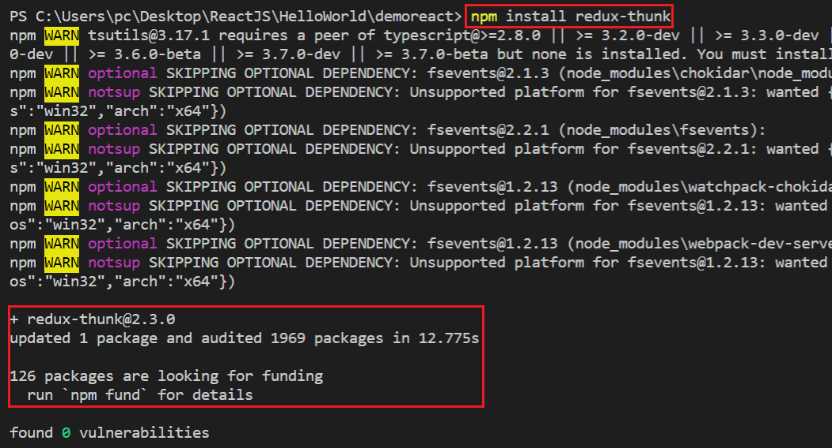 PS C:\Users\pc\Desktop\ReactJS\HelloWorld\demoreact> npm install redux-thunk
npm WARN tsutils@3.17.1 requires a peer of typescript@>=2.8.0 || >= 3.2.0-dev || >= 3.3.0-dev |
0-dev || >= 3.6.0-beta || >= 3.7.0-dev || >= 3.7.0-beta but none is installed. You must install
npm WARN optional SKIPPING OPTIONAL DEPENDENCY: fsevents@2.1.3 (node_modules\chokidar\node_modu
npm WARN notsup SKIPPING OPTIONAL DEPENDENCY: Unsupported platform for fsevents@2.1.3: wanted {
s":"win32","arch":"x64"})
npm WARN optional SKIPPING OPTIONAL DEPENDENCY: fsevents@2.2.1 (node_modules\fsevents):
npm WARN notsup SKIPPING OPTIONAL DEPENDENCY: Unsupported platform for fsevents@2.2.1: wanted {
s":"win32","arch":"x64"})
npm WARN optional SKIPPING OPTIONAL DEPENDENCY: fsevents@1.2.13 (node_modules\watchpack-chokida
npm WARN notsup SKIPPING OPTIONAL DEPENDENCY: Unsupported platform for fsevents@1.2.13: wanted
os":"win32","arch":"x64"})
npm WARN optional SKIPPING OPTIONAL DEPENDENCY: fsevents@1.2.13 (node_modules\webpack-dev-serve
npm WARN notsup SKIPPING OPTIONAL DEPENDENCY: Unsupported platform for fsevents@1.2.13: wanted
os":"win32","arch":"x64"})
+ redux-thunk@2.3.0
updated 1 package and audited 1969 packages in 12.775s
126 packages are looking for funding
run `npm fund` for details
found 0 vulnerabilities